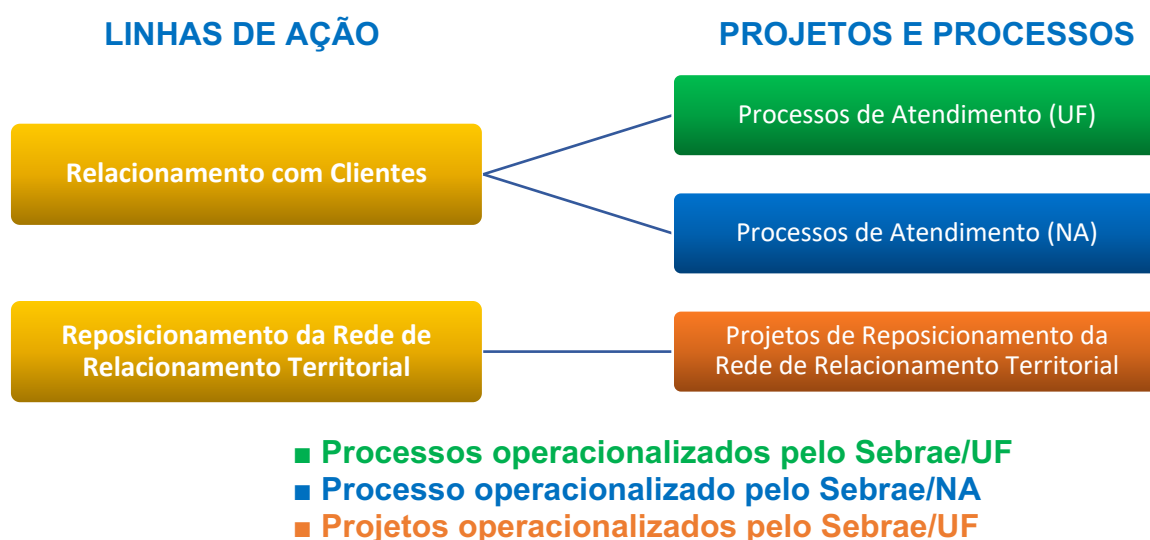 LINHAS DE AÇÃO
PROJETOS E PROCESSOS
Relacionamento com Clientes
Processos de Atendimento (UF)
Processos de Atendimento (NA)
Reposicionamento da Rede de
Relacionamento Territorial
Projetos de Reposicionamento da
Rede de Relacionamento Territorial
■ Processos operacionalizados pelo Sebrae/UF
■ Processo operacionalizado pelo Sebrae/NA
■ Projetos operacionalizados pelo Sebrae/UF